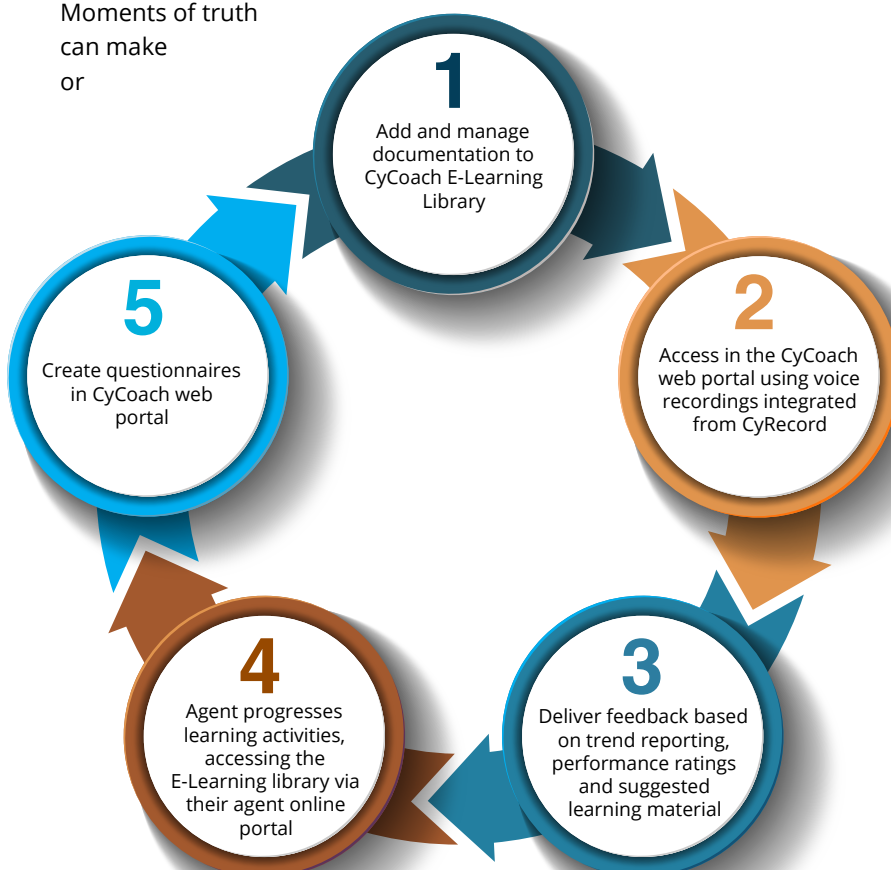 Moments of truth
can make
or
1
Add and manage
documentation to
CyCoach E-Learning
Library
2
Access in the CyCoach
web portal using voice
recordings integrated
from CyRecord
3
Deliver feedback based
on trend reporting,
performance ratings
and suggested
learning material
4
Agent progresses
learning activities,
accessing the
E-Learning library via
their agent online
portal
5
Create questionnaires
in CyCoach web
portal